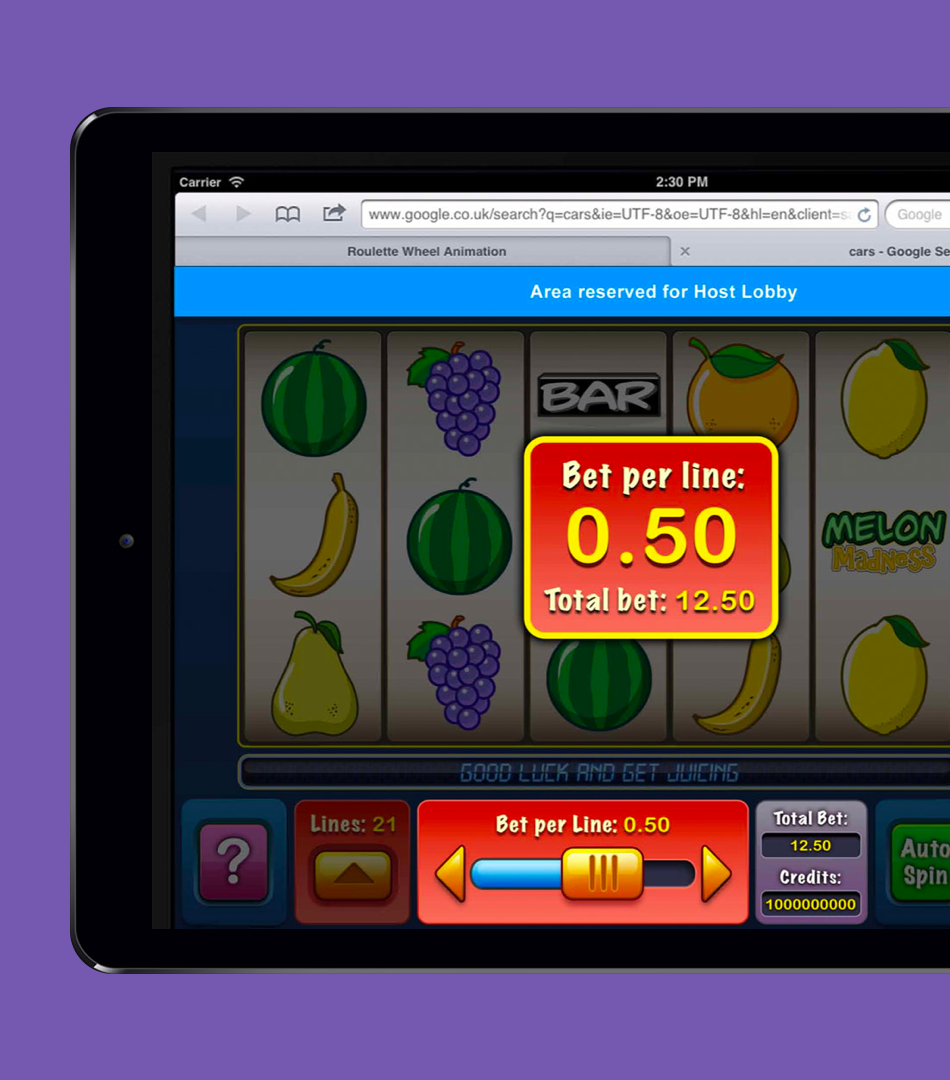 Carrier
2:30 PM
www.google.co.uk/search?q=cars&ie=UTF-8&oe=UTF-8&hl=en&client=s
Google
Roulette Wheel Animation
cars - Google Se
Area reserved for Host Lobby
BAR
Bet per line:
0.50
Total bet: 12.50
MELON
MadNesS
GOOD LUCK AND GET JUICING
?
Lines: 21
Bet per Line: 0.50
Total Bet:
12.50
Credits:
1000000000
Auto
Spin